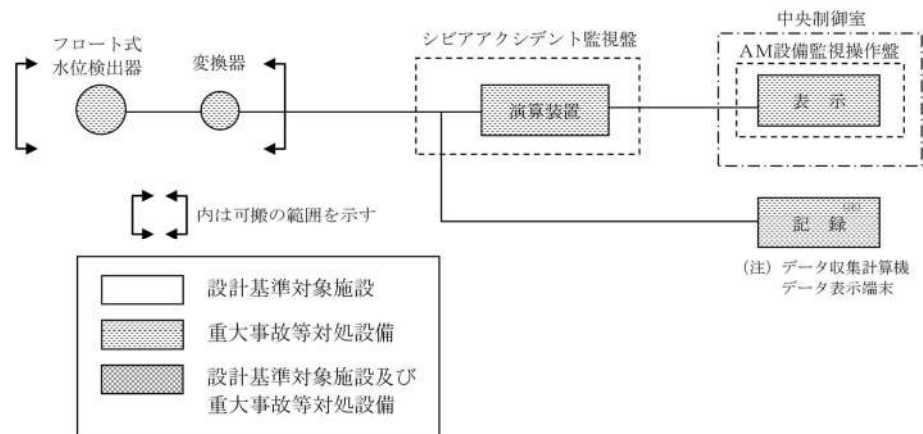 中央制御室
シビアアクシデント監視盤
AM設備監視操作盤
フロート式
水位検出器
変換器
演算装置
表 示
内は可搬の範囲を示す
記 録
(注) データ収集計算機
データ表示端末
設計基準対象施設
重大事故等対処設備
設計基準対象施設及び
重大事故等対処設備